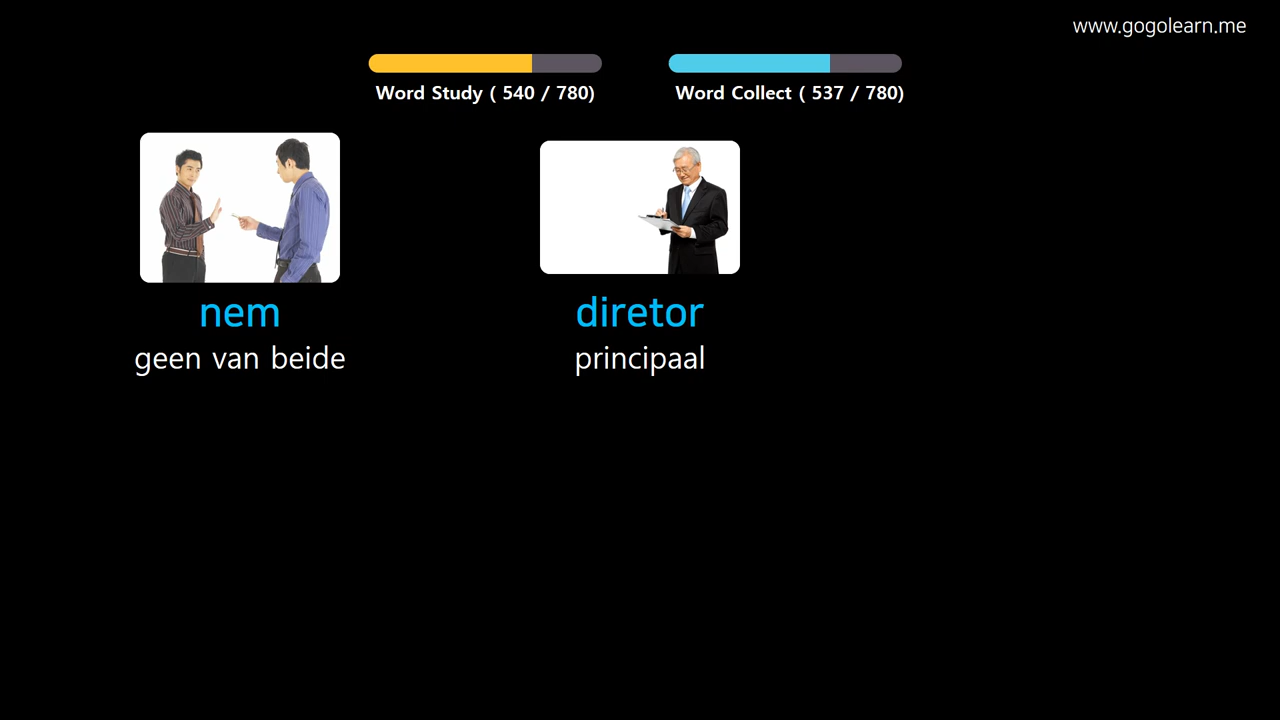 www.gogolearn.me
Word Study ( 540 / 780)
Word Collect ( 537 / 780)
nem
geen van beide
diretor
principaal